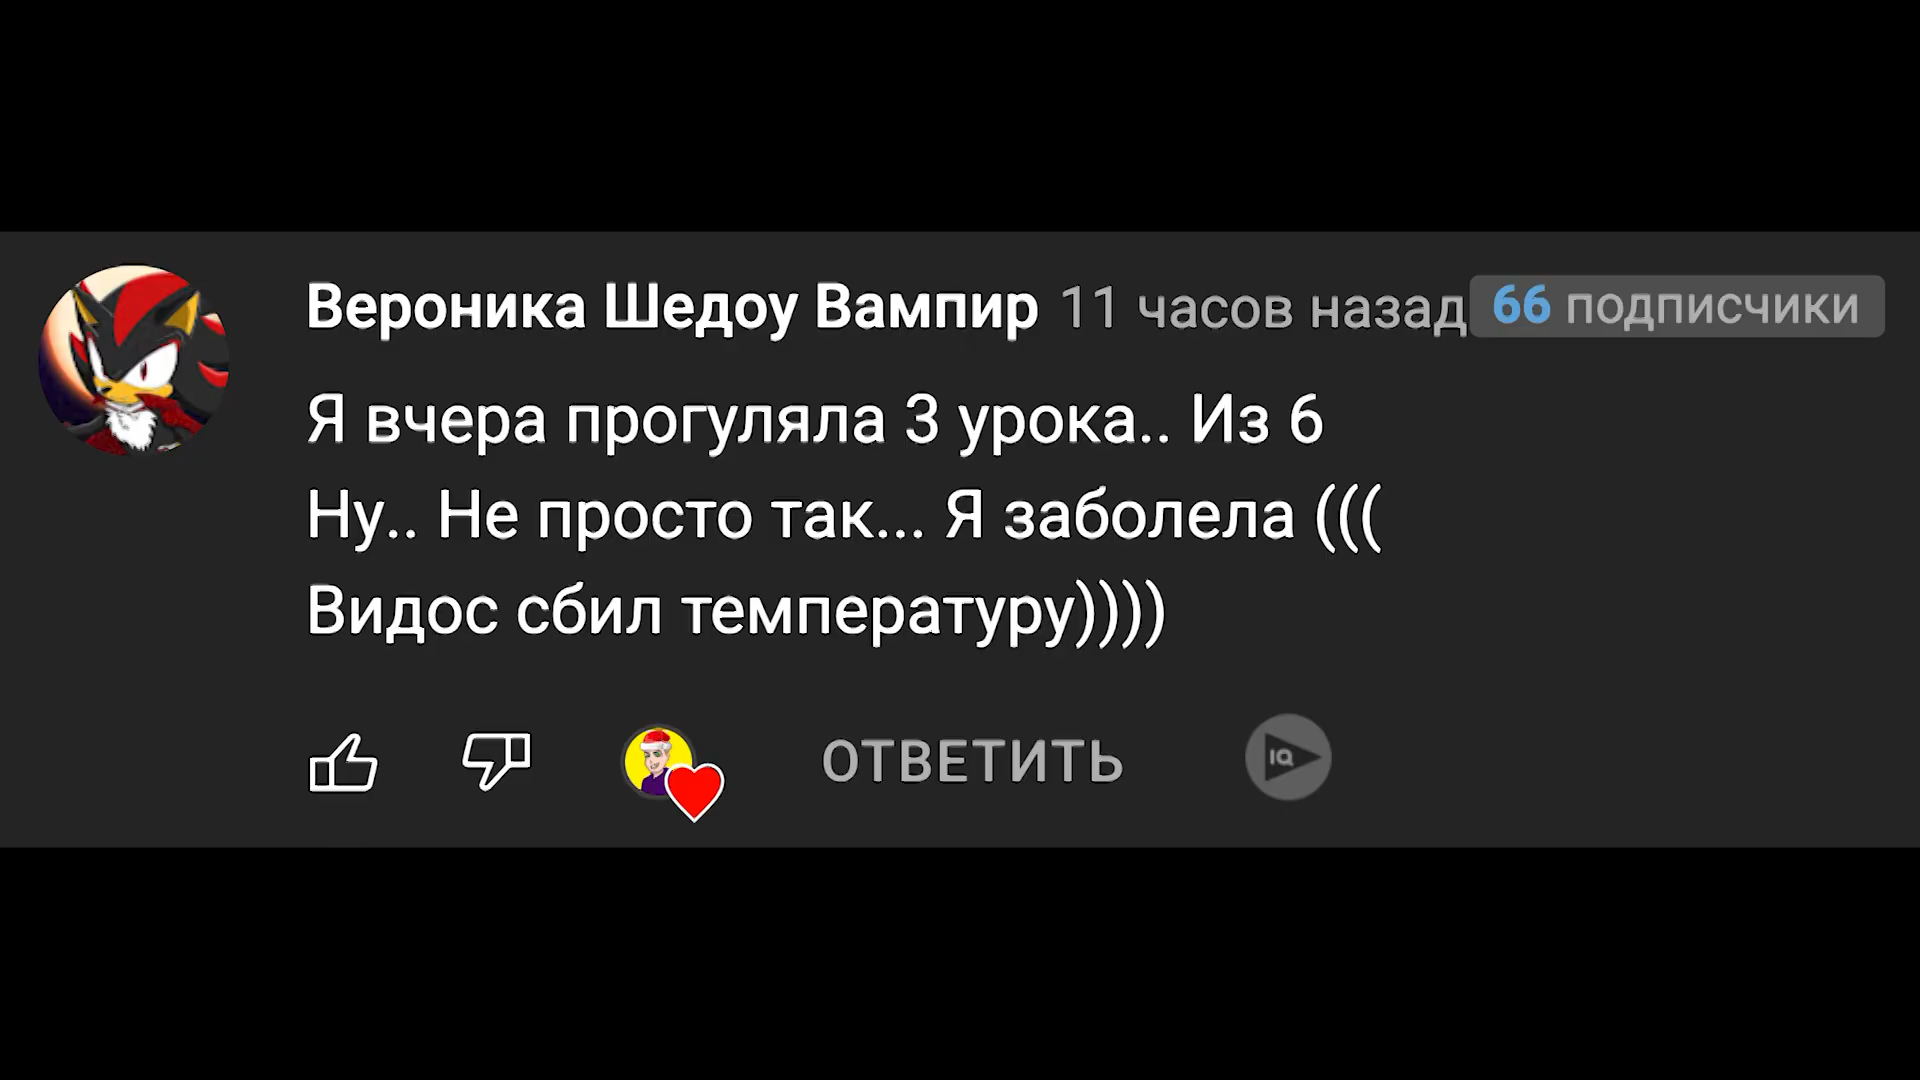 Вероника Шедоу Вампир 11 часов назад 66 подписчики
Я вчера прогуляла 3 урока.. Из 6
Ну.. Не просто так... Я заболела (((
Видос сбил температуру))))
ОТВЕТИТЬ IQ